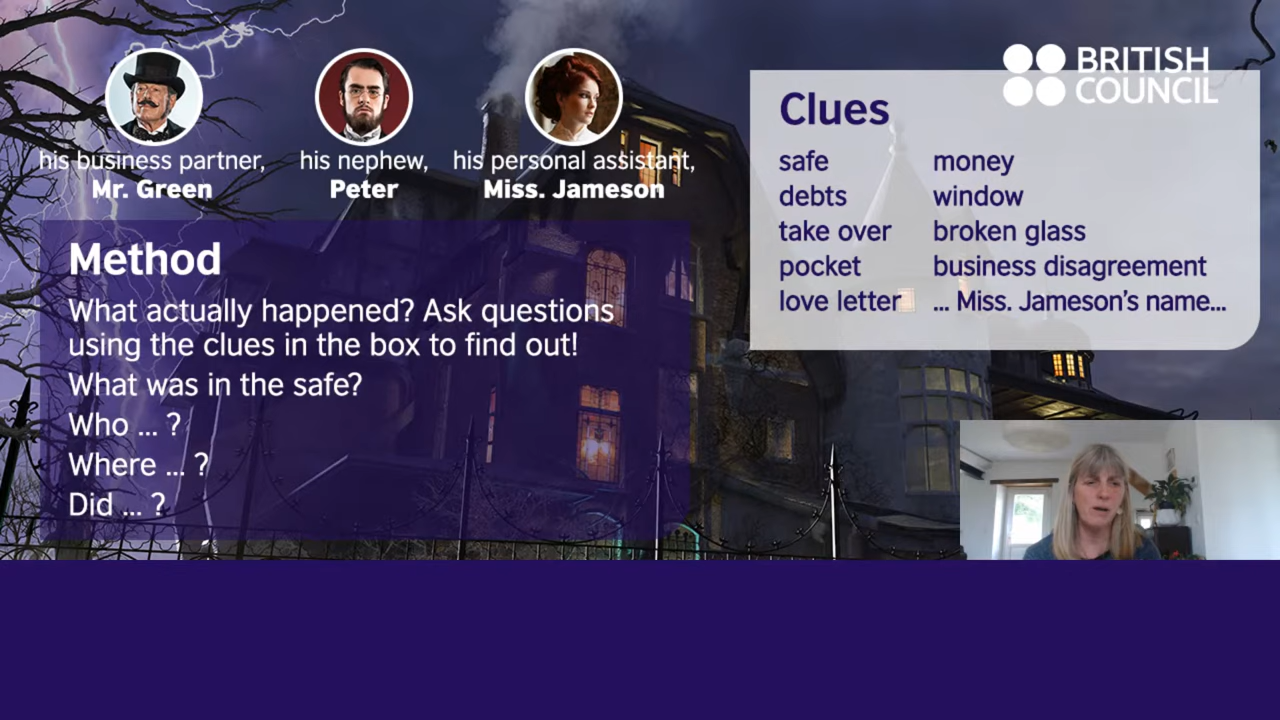 BRITISH
COUNCIL
his business partner,
Mr. Green
his nephew,
Peter
his personal assistant,
Miss. Jameson
Method
What actually happened? Ask questions
using the clues in the box to find out!
What was in the safe?
Who ... ?
Where ... ?
Did ... ?
Clues
safe
debts
take over
pocket
love letter
money
window
broken glass
business disagreement
... Miss. Jameson's name...